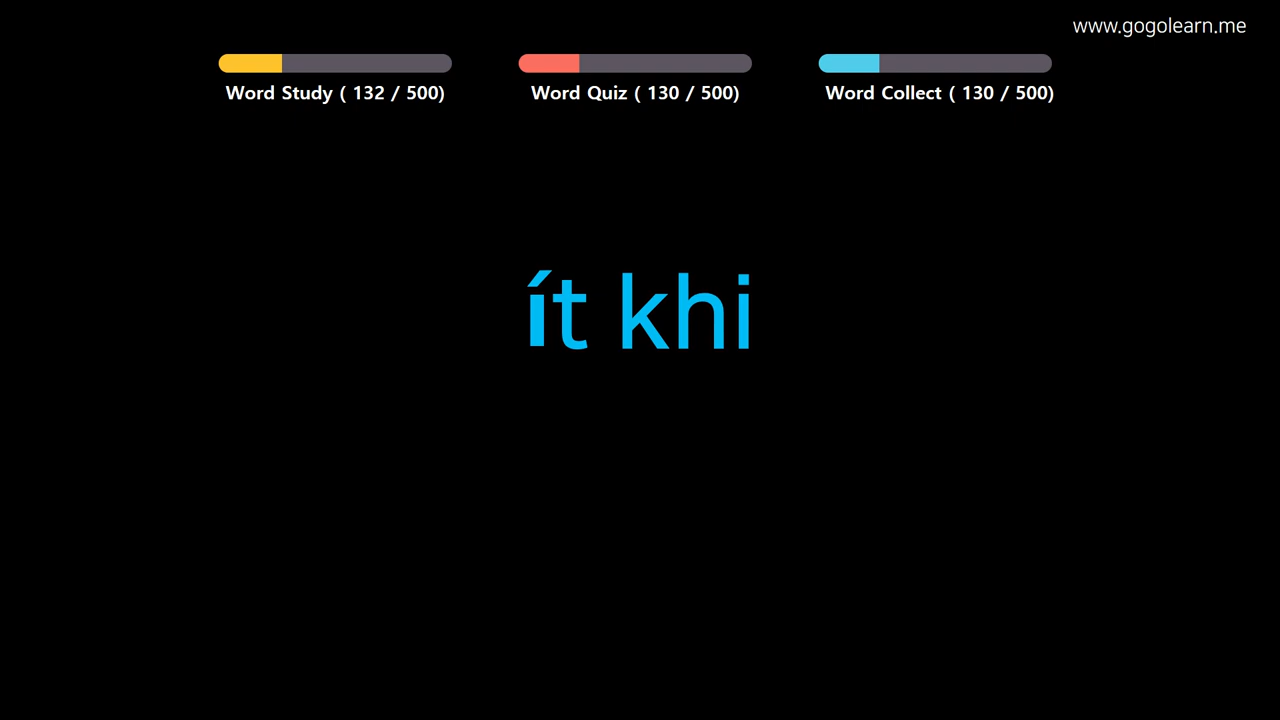 www.gogolearn.me
Word Study ( 132 / 500)
Word Quiz ( 130 / 500)
Word Collect ( 130 / 500)
ít khi